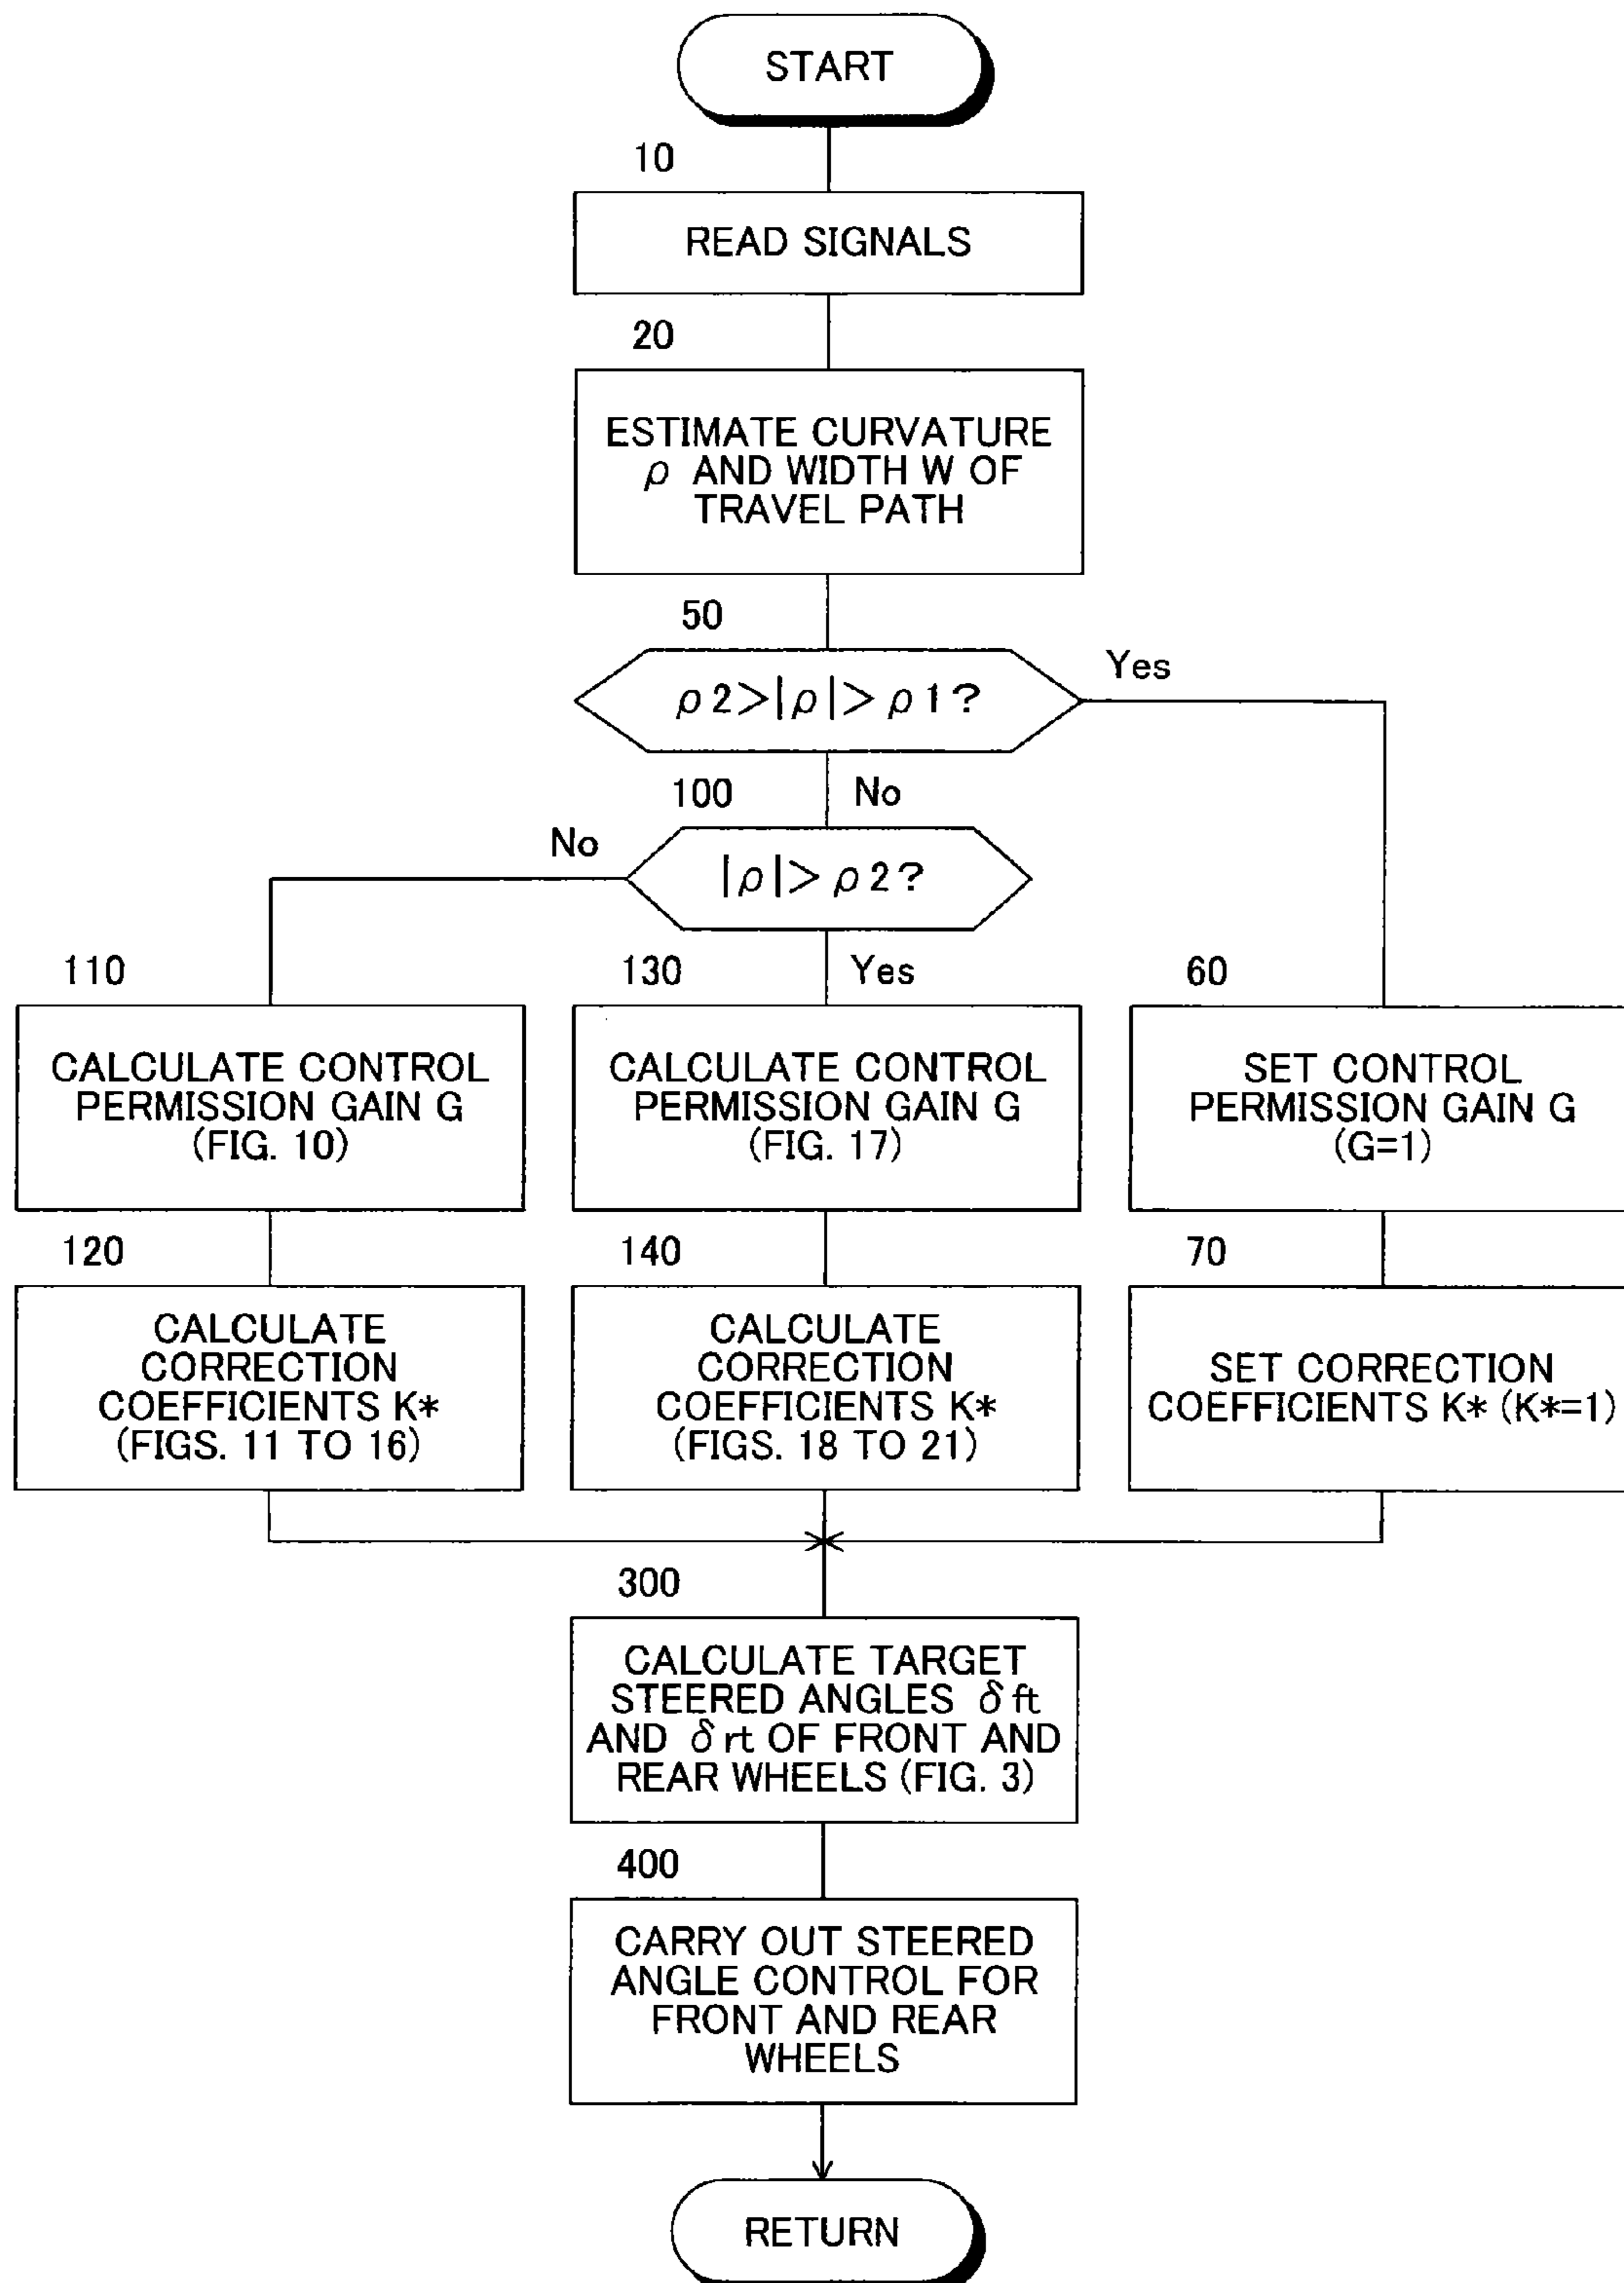 START
10
READ SIGNALS
20
ESTIMATE CURVATURE
ρ AND WIDTH W OF
TRAVEL PATH
50
ρ2>|ρ|>ρ1?
Yes
100
No
No
|ρ|>ρ2?
110
130
Yes
60
CALCULATE CONTROL
PERMISSION GAIN G
(FIG. 10)
CALCULATE CONTROL
PERMISSION GAIN G
(FIG. 17)
SET CONTROL
PERMISSION GAIN G
(G=1)
120
140
70
CALCULATE
CORRECTION
COEFFICIENTS K*
(FIGS. 11 TO 16)
CALCULATE
CORRECTION
COEFFICIENTS K*
(FIGS. 18 TO 21)
SET CORRECTION
COEFFICIENTS K* (K*=1)
300
CALCULATE TARGET
STEERED ANGLES δft
AND δrt OF FRONT AND
REAR WHEELS (FIG. 3)
400
CARRY OUT STEERED
ANGLE CONTROL FOR
FRONT AND REAR
WHEELS
RETURN